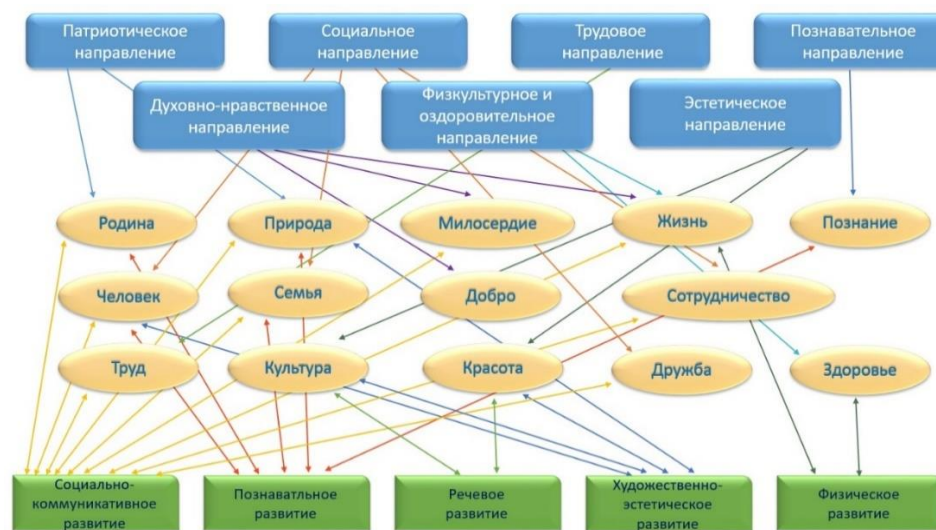 Патриотическое
направление
Социальное
направление
Трудовое
направление
Познавательное
направление
Духовно-нравственное
направление
Физкультурное и
оздоровительное
направление
Эстетическое
направление
Родина
Природа
Милосердие
Жизнь
Познание
Человек
Семья
Добро
Сотрудничество
Труд
Культура
Красота
Дружба
Здоровье
Социально-
коммуникативное
развитие
Познаватльное
развитие
Речевое
развитие
Художественно-
эстетическое
развитие
Физическое
развитие